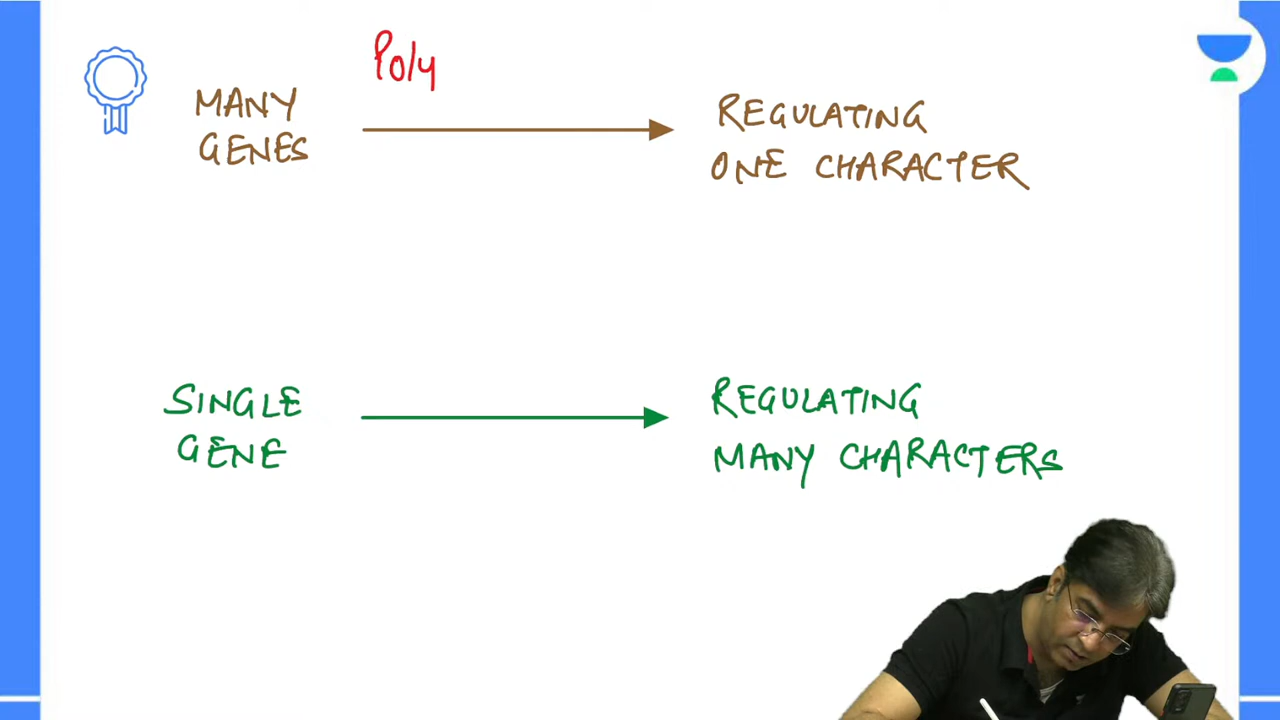 Poly
MANY
GENES
REGULATING
ONE CHARACTER
SINGLE
GENE
REGULATING
MANY CHARACTERS